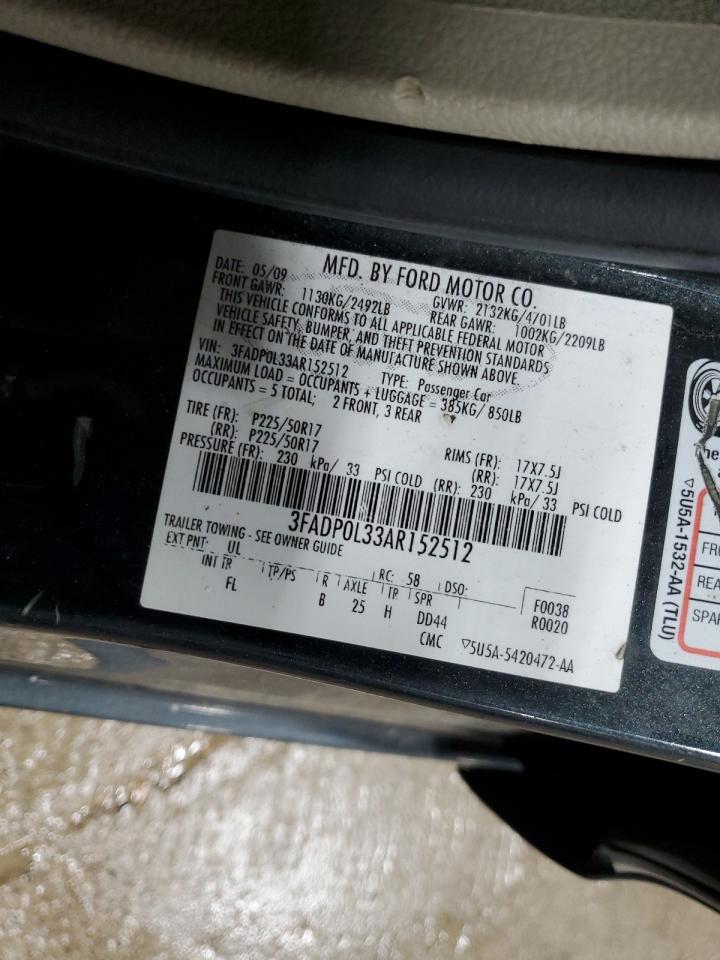 MFD. BY FORD MOTOR CO.
DATE: 05/09 GVWR: 2132KG/4701LB
FRONT GAWR: 1130KG/2492LB REAR GAWR: 1002KG/2209LB
THIS VEHICLE CONFORMS TO ALL APPLICABLE FEDERAL MOTOR
VEHICLE SAFETY, BUMPER, AND THEFT PREVENTION STANDARDS
IN EFFECT ON THE DATE OF MANUFACTURE SHOWN ABOVE.
VIN: 3FADP0L33AR152512 TYPE: Passenger Car
MAXIMUM LOAD = OCCUPANTS + LUGGAGE = 385KG/850LB
OCCUPANTS = 5 TOTAL; 2 FRONT, 3 REAR
TIRE (FR): P225/50R17 RIMS (FR): 17X7.5J
(RR): P225/50R17 (RR): 17X7.5J
PRESSURE (FR): 230 kPa/33 PSI COLD (RR): 230 kPa/33 PSI COLD
3FADP0L33AR152512
TRAILER TOWING - SEE OWNER GUIDE
EXT PNT: UL RC: 58 DSO:
INT TR TP/PS R AXLE TR SPR F0038
FL B 25 H DD44 R0020
CMC ▽5U5A-5420472-AA
▽5U5A-1532-AA (TLU)
FRO
REA
SPAR